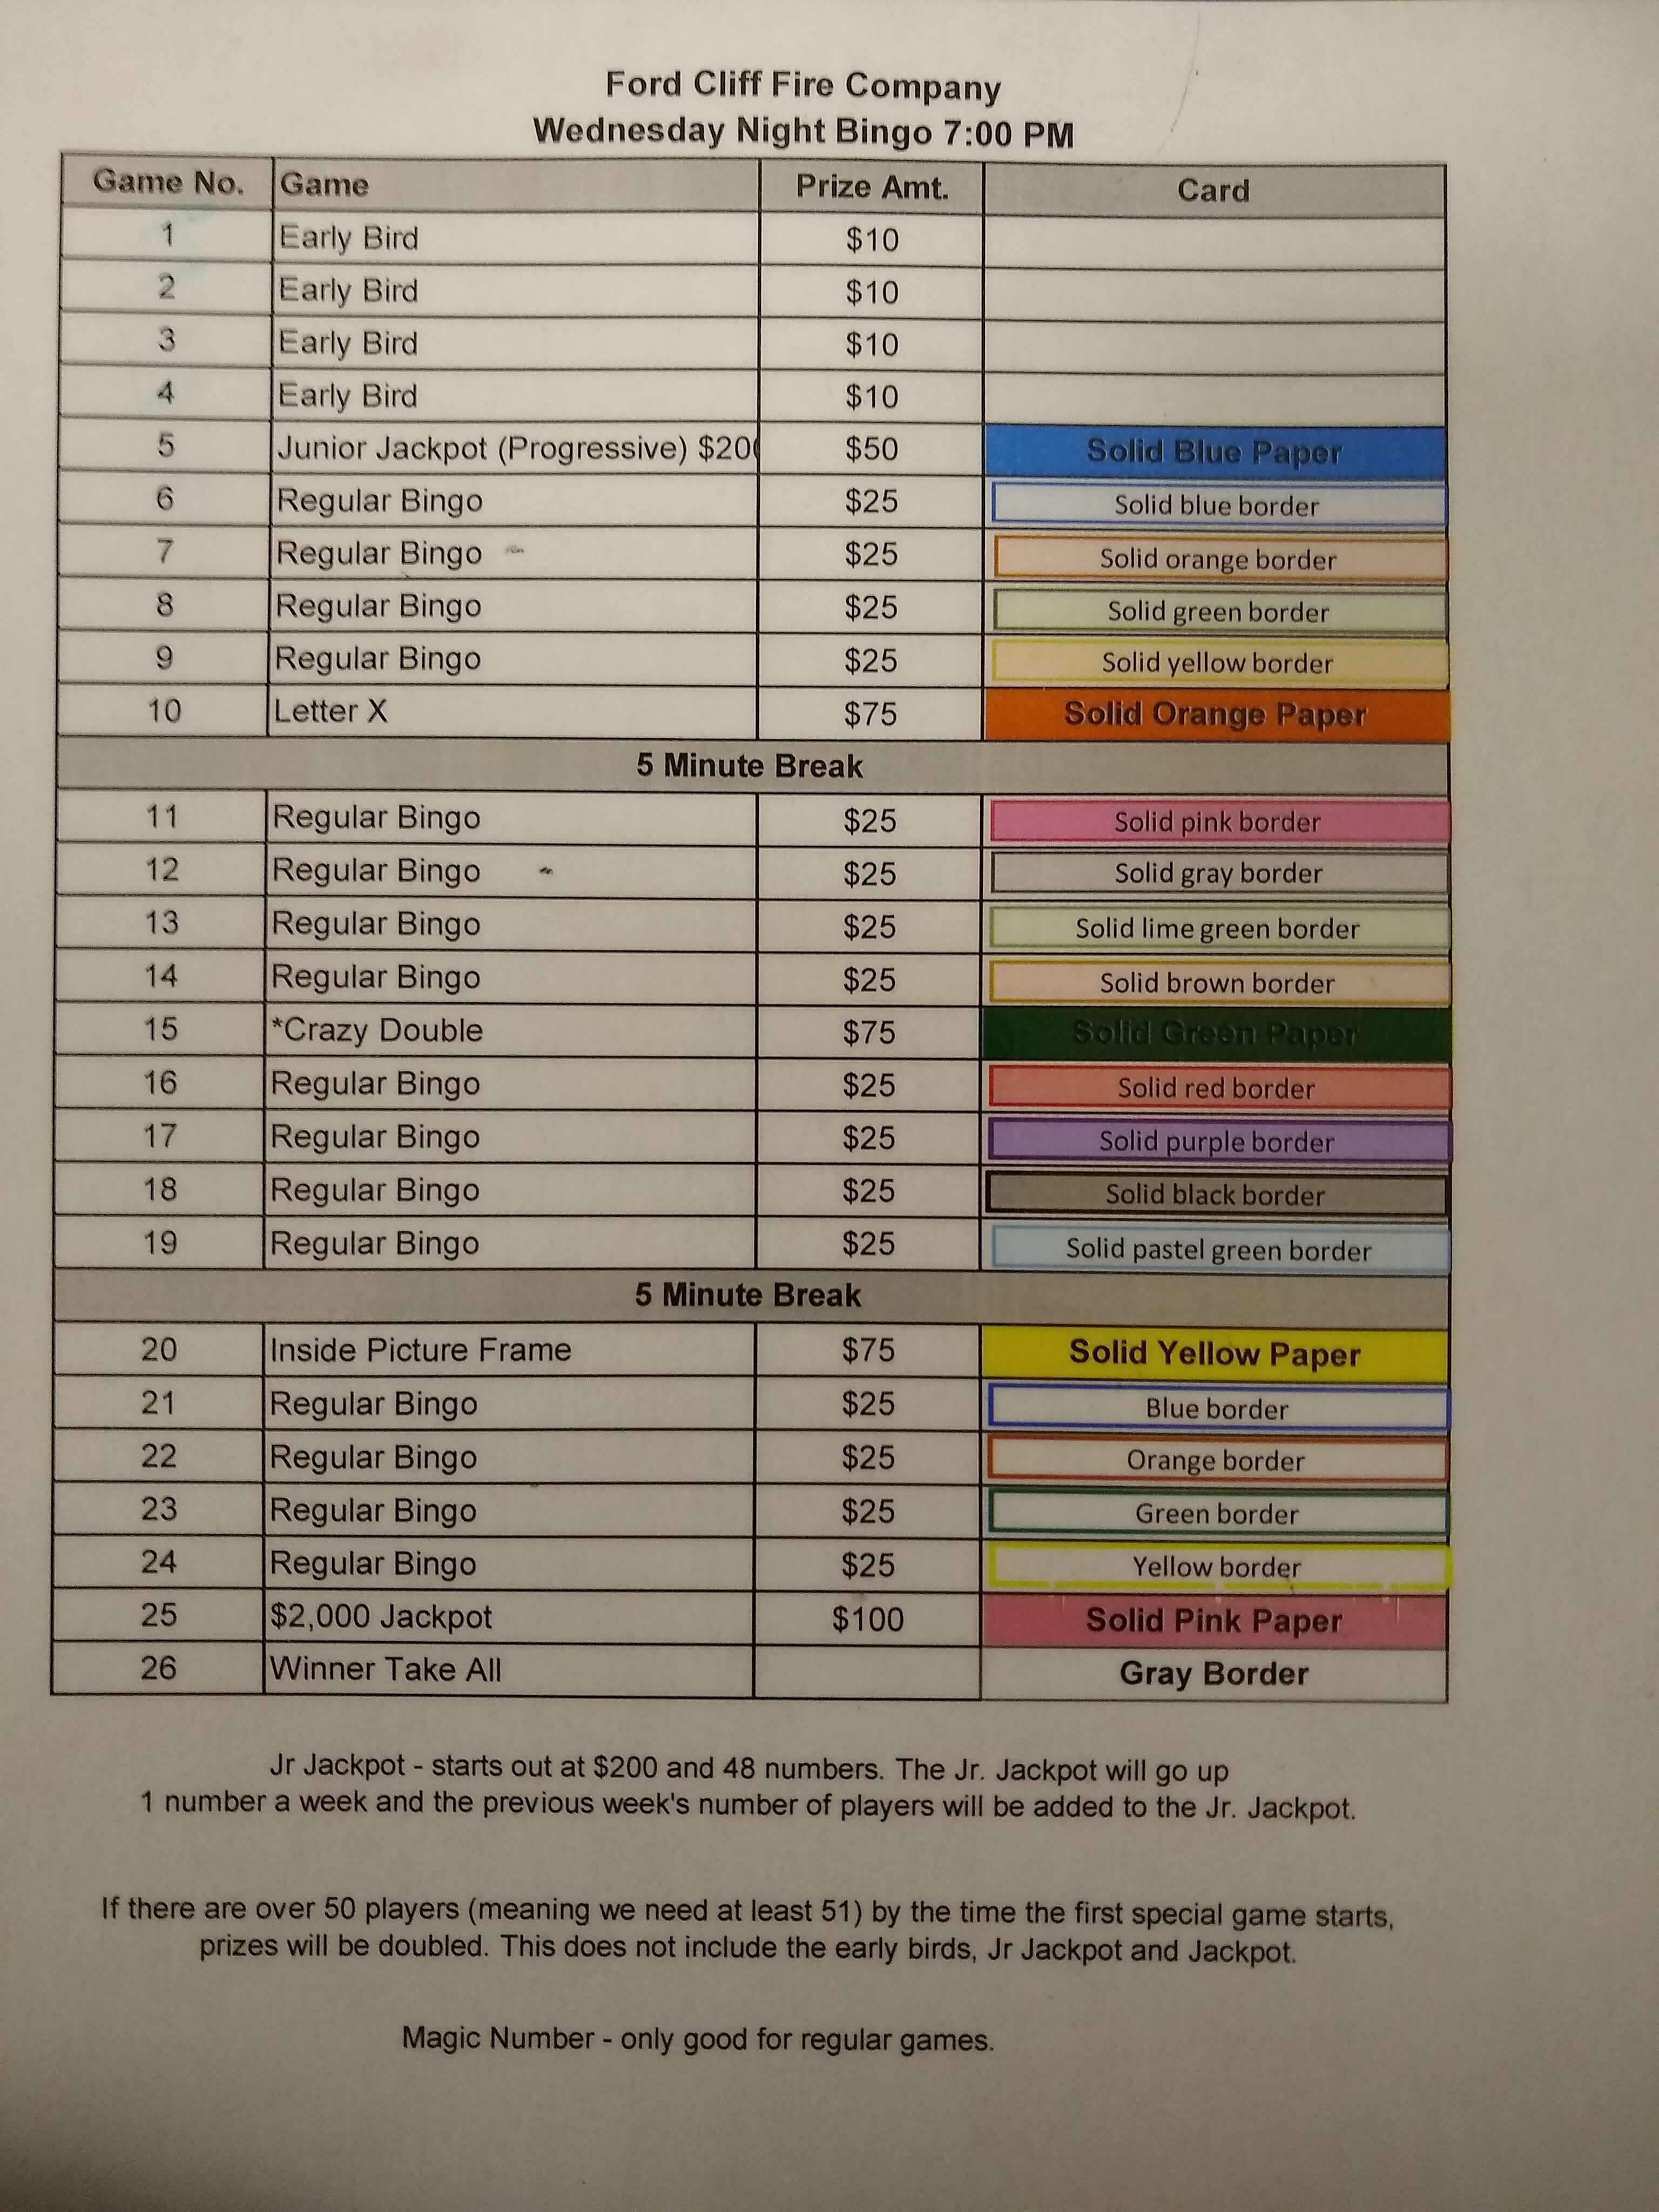 Ford Cliff Fire Company
Wednesday Night Bingo 7:00 PM
Game No. Game Prize Amt. Card
1 Early Bird $10
2 Early Bird $10
3 Early Bird $10
4 Early Bird $10
5 Junior Jackpot (Progressive) $200 $50 Solid Blue Paper
6 Regular Bingo $25 Solid blue border
7 Regular Bingo $25 Solid orange border
8 Regular Bingo $25 Solid green border
9 Regular Bingo $25 Solid yellow border
10 Letter X $75 Solid Orange Paper
5 Minute Break
11 Regular Bingo $25 Solid pink border
12 Regular Bingo $25 Solid gray border
13 Regular Bingo $25 Solid lime green border
14 Regular Bingo $25 Solid brown border
15 *Crazy Double $75 Solid Green Paper
16 Regular Bingo $25 Solid red border
17 Regular Bingo $25 Solid purple border
18 Regular Bingo $25 Solid black border
19 Regular Bingo $25 Solid pastel green border
5 Minute Break
20 Inside Picture Frame $75 Solid Yellow Paper
21 Regular Bingo $25 Blue border
22 Regular Bingo $25 Orange border
23 Regular Bingo $25 Green border
24 Regular Bingo $25 Yellow border
25 $2,000 Jackpot $100 Solid Pink Paper
26 Winner Take All Gray Border
Jr Jackpot - starts out at $200 and 48 numbers. The Jr. Jackpot will go up
1 number a week and the previous week's number of players will be added to the Jr. Jackpot.
If there are over 50 players (meaning we need at least 51) by the time the first special game starts,
prizes will be doubled. This does not include the early birds, Jr Jackpot and Jackpot.
Magic Number - only good for regular games.